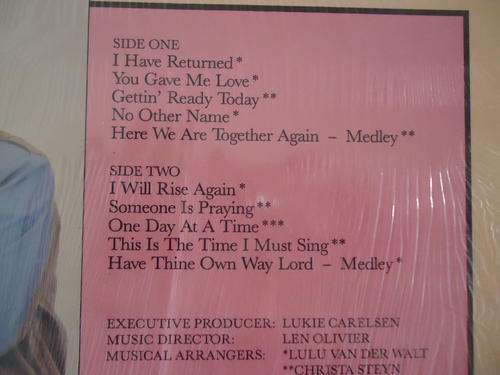 SIDE ONE
I Have Returned *
You Gave Me Love *
Gettin' Ready Today **
No Other Name *
Here We Are Together Again – Medley **
SIDE TWO
I Will Rise Again *
Someone Is Praying **
One Day At A Time ***
This Is The Time I Must Sing **
Have Thine Own Way Lord – Medley *
EXECUTIVE PRODUCER: LUKIE CARELSEN
MUSIC DIRECTOR: LEN OLIVIER
MUSICAL ARRANGERS: *LULU VAN DER WALT
**CHRISTA STEYN